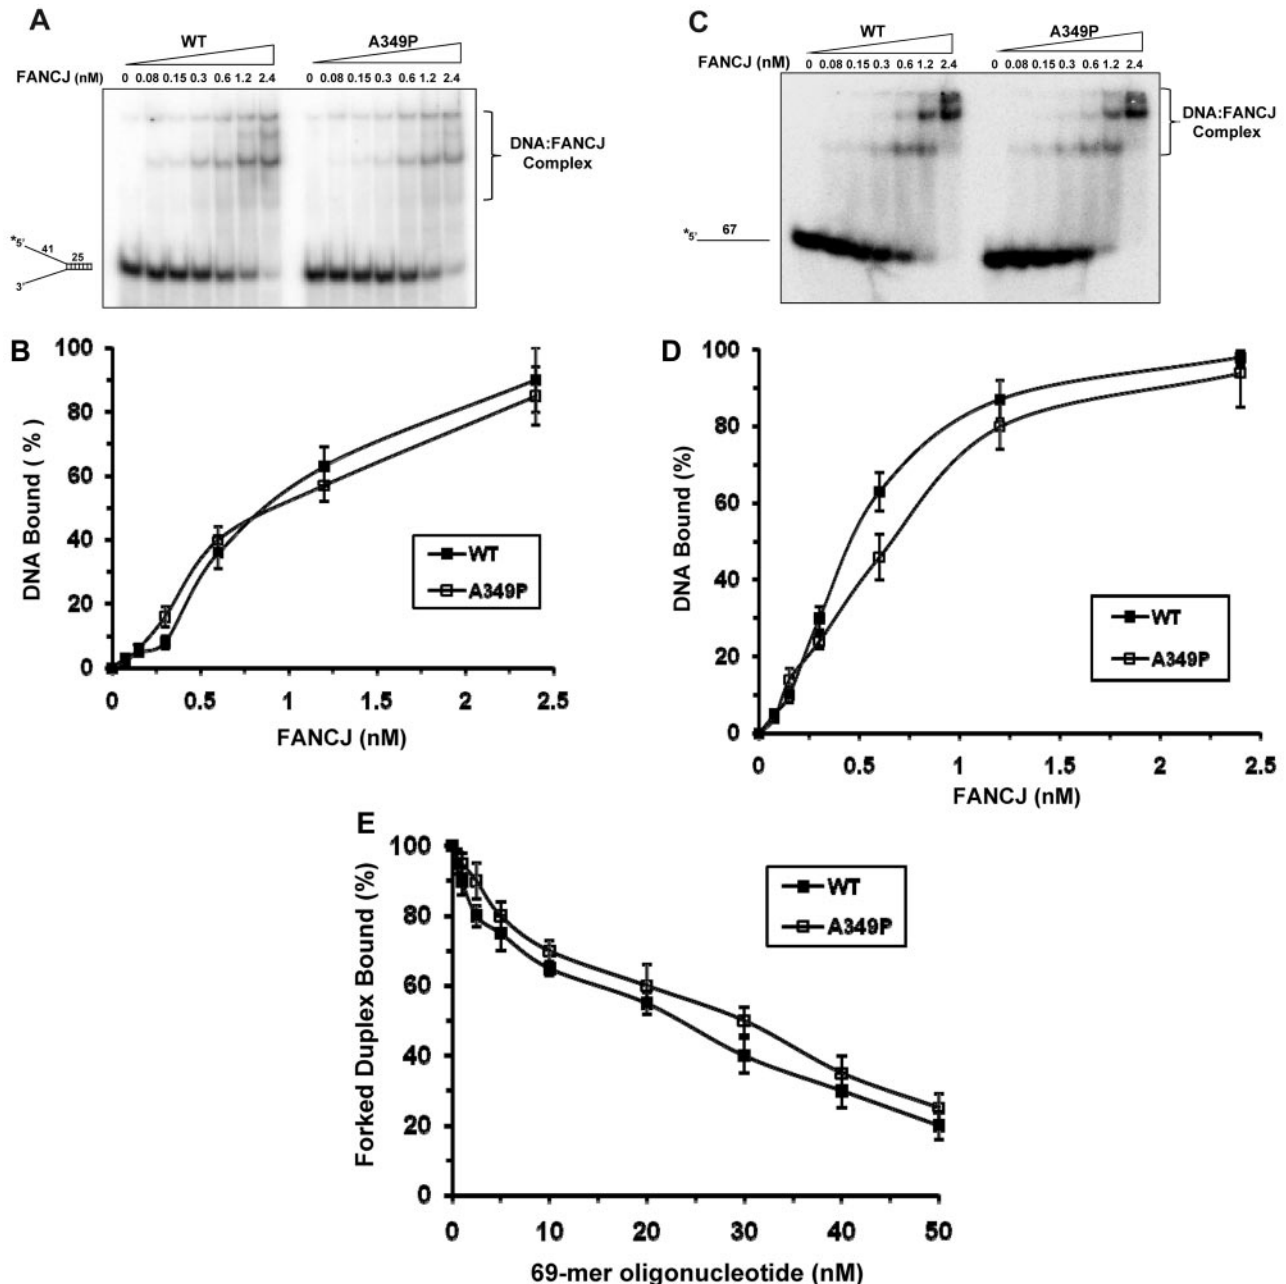 A
WT A349P
FANCJ (nM) 0 0.08 0.15 0.3 0.6 1.2 2.4 0 0.08 0.15 0.3 0.6 1.2 2.4
DNA:FANCJ
Complex
*5'
41
25
3'
C
WT A349P
FANCJ (nM) 0 0.08 0.15 0.3 0.6 1.2 2.4 0 0.08 0.15 0.3 0.6 1.2 2.4
DNA:FANCJ
Complex
*5' 67
B
DNA Bound ( % )
100
80
60
40
20
0
0 0.5 1 1.5 2 2.5
FANCJ (nM)
WT
A349P
D
DNA Bound (%)
100
80
60
40
20
0
0 0.5 1 1.5 2 2.5
FANCJ (nM)
WT
A349P
E
Forked Duplex Bound (%)
100
80
60
40
20
0
0 10 20 30 40 50
69-mer oligonucleotide (nM)
WT
A349P